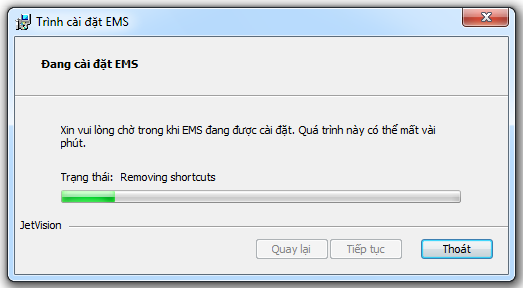 Trình cài đặt EMS
Đang cài đặt EMS
Xin vui lòng chờ trong khi EMS đang được cài đặt. Quá trình này có thể mất vài
phút.
Trạng thái: Removing shortcuts
JetVision
Quay lại Tiếp tục Thoát